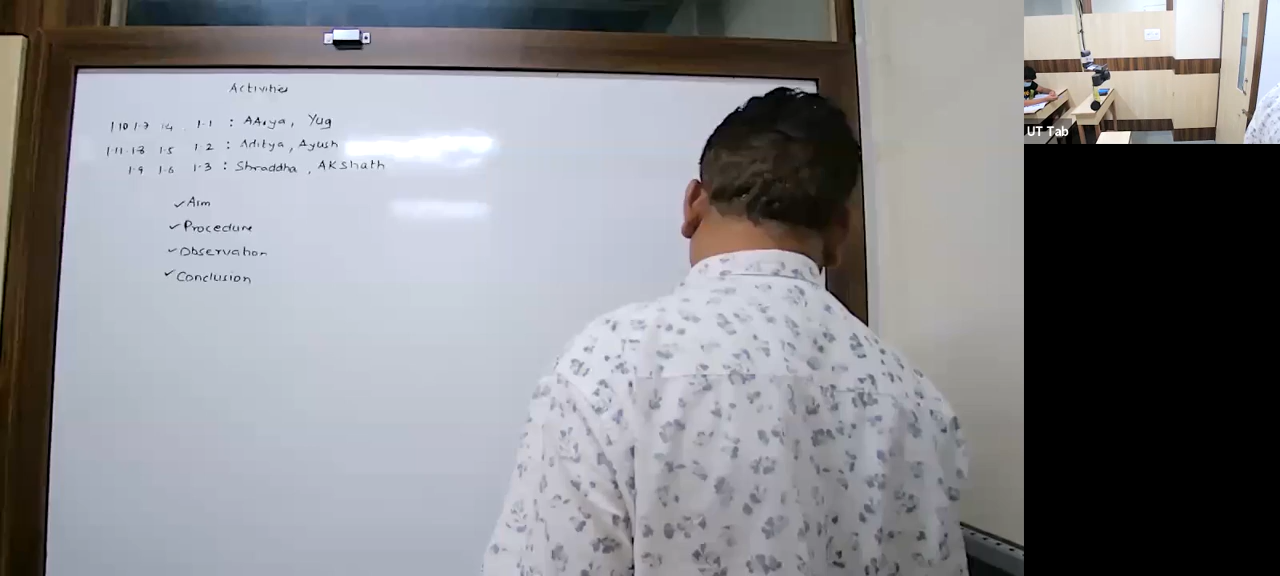 Activities
1.10 1.7 1.4 . 1.1 : AArya, Yug
1.11 1.8 1.5 1.2 : Aditya, Ayush
1.9 1.6 1.3 : Shraddha, Akshath
✓ Aim
✓ Procedure
✓ Observation
✓ Conclusion
UT Tab